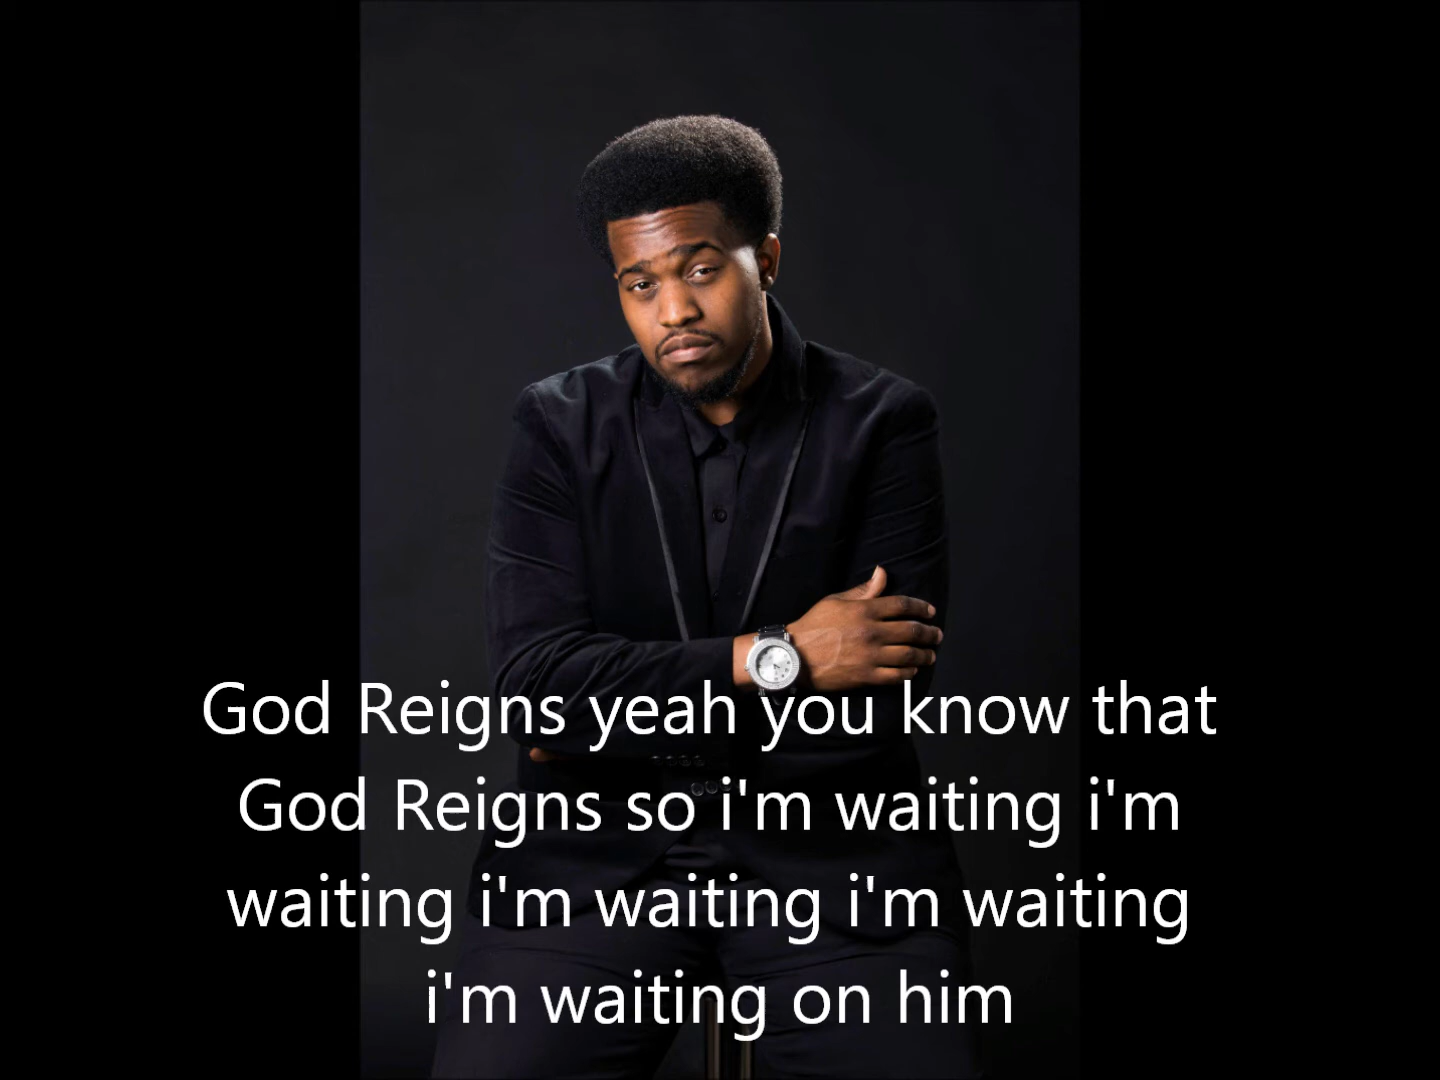 God Reigns yeah you know that
God Reigns so i'm waiting i'm
waiting i'm waiting i'm waiting
i'm waiting on him